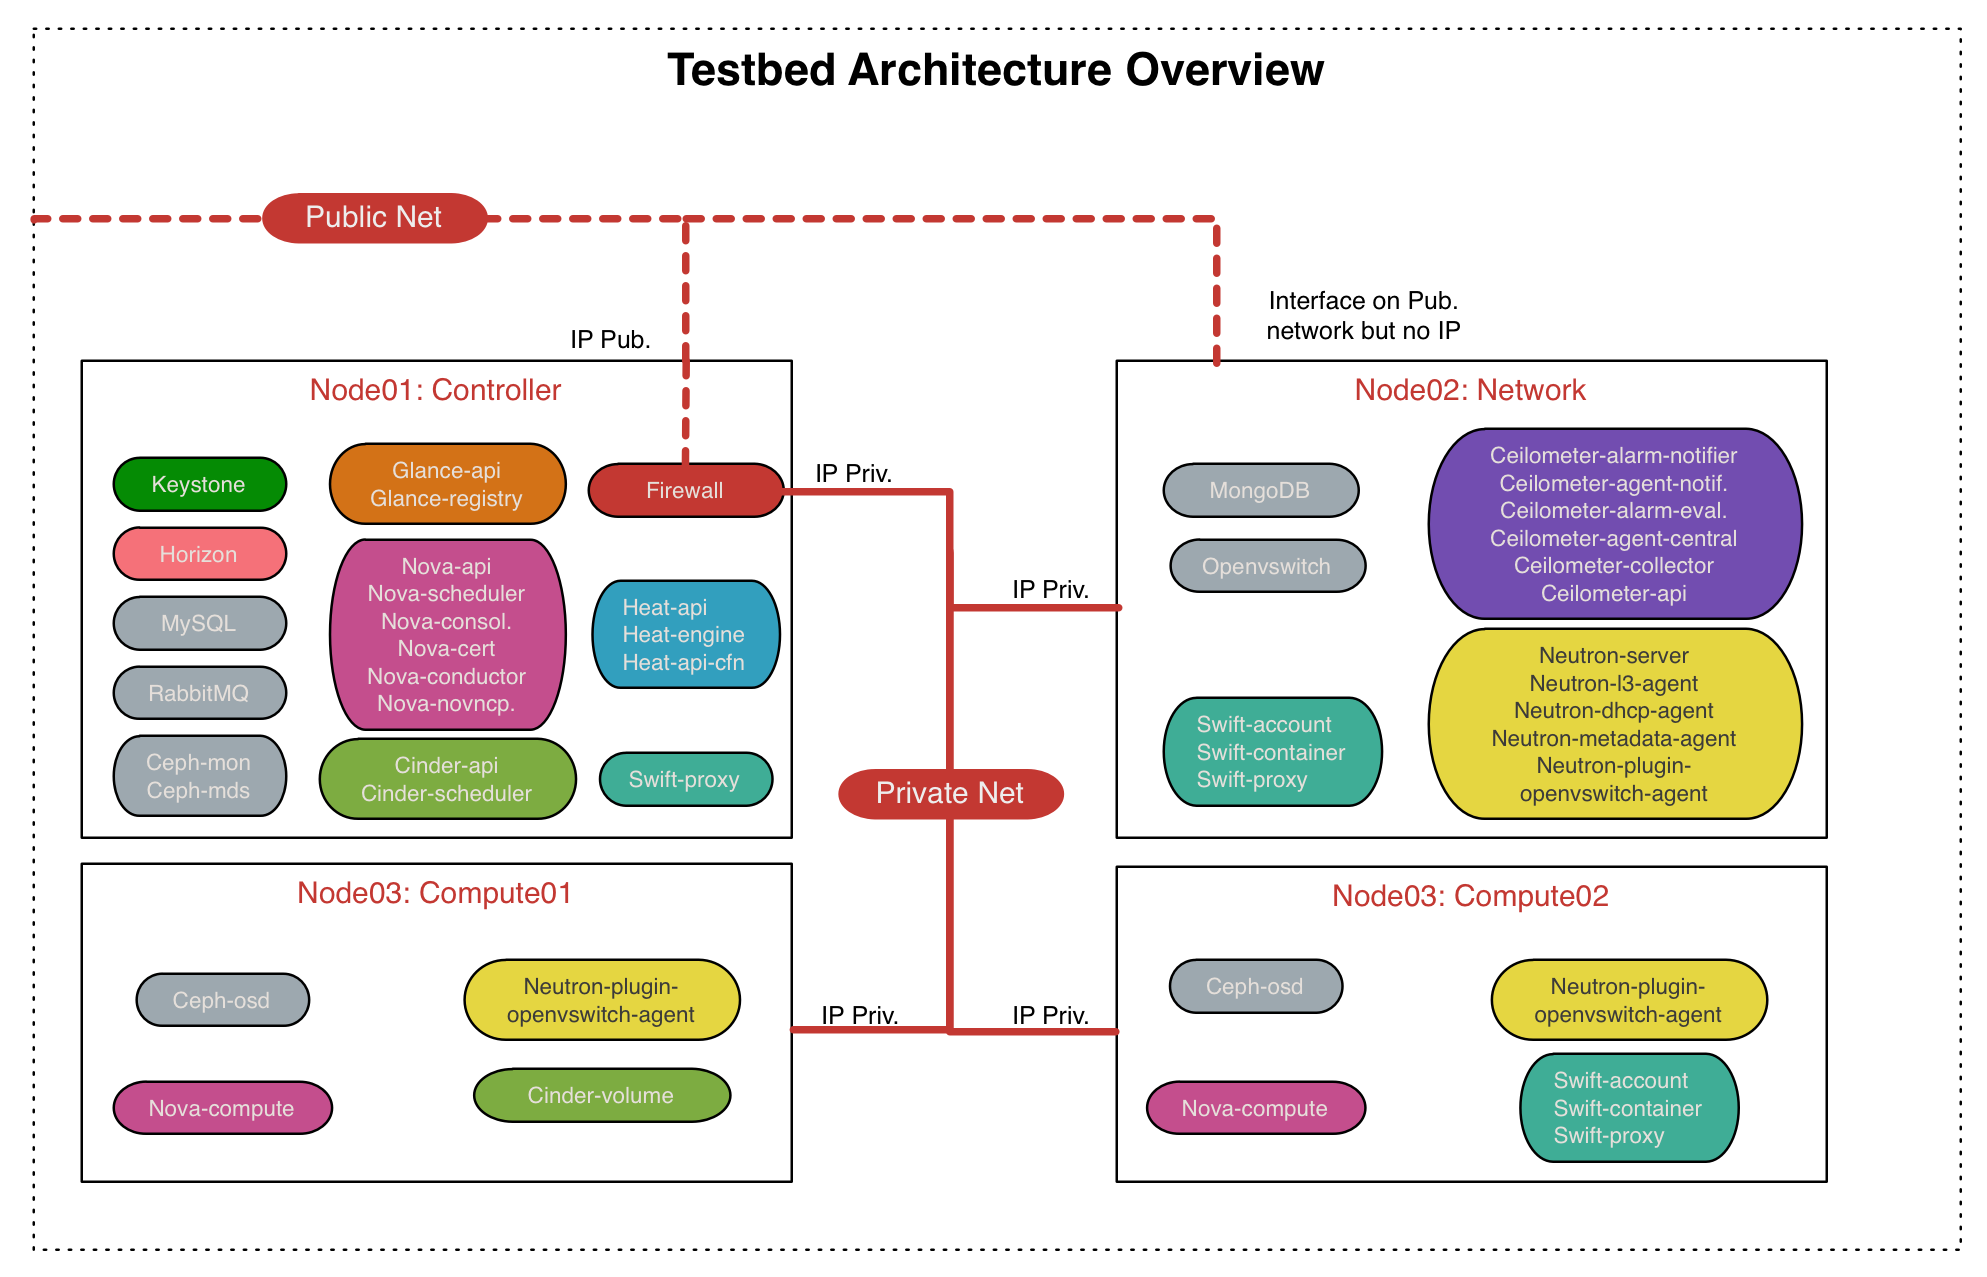 Testbed Architecture Overview
Public Net
Interface on Pub.
network but no IP
IP Pub.
Node01: Controller
Keystone
Horizon
MySQL
RabbitMQ
Ceph-mon
Ceph-mds
Glance-api
Glance-registry
Nova-api
Nova-scheduler
Nova-consol.
Nova-cert
Nova-conductor
Nova-novncp.
Cinder-api
Cinder-scheduler
Firewall
Heat-api
Heat-engine
Heat-api-cfn
Swift-proxy
IP Priv.
IP Priv.
Private Net
Node02: Network
MongoDB
Openvswitch
Swift-account
Swift-container
Swift-proxy
Ceilometer-alarm-notifier
Ceilometer-agent-notif.
Ceilometer-alarm-eval.
Ceilometer-agent-central
Ceilometer-collector
Ceilometer-api
Neutron-server
Neutron-l3-agent
Neutron-dhcp-agent
Neutron-metadata-agent
Neutron-plugin-
openvswitch-agent
Node03: Compute01
Ceph-osd
Nova-compute
Neutron-plugin-
openvswitch-agent
Cinder-volume
IP Priv.
IP Priv.
Node03: Compute02
Ceph-osd
Nova-compute
Neutron-plugin-
openvswitch-agent
Swift-account
Swift-container
Swift-proxy